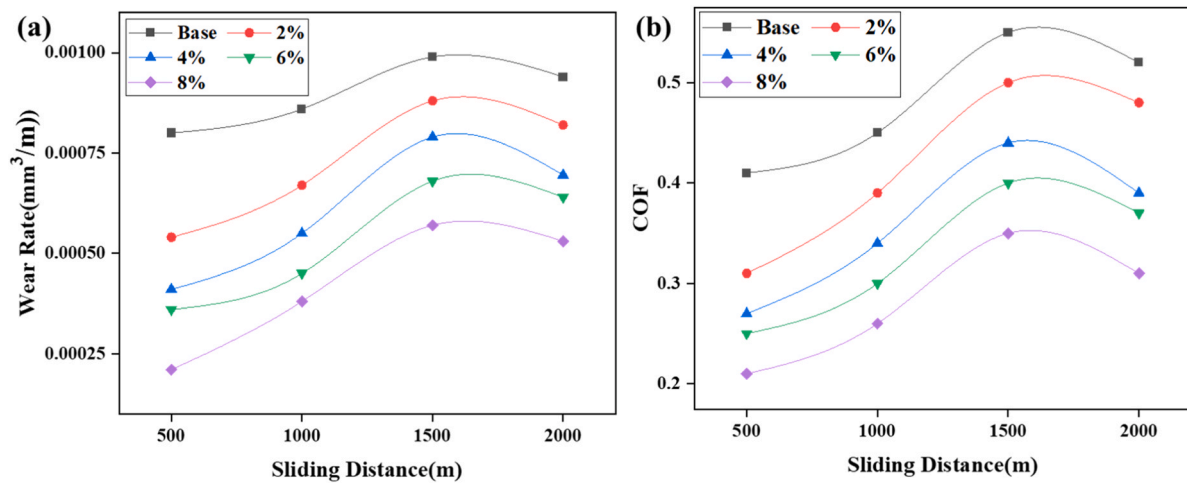 (a)
Base 2%
4% 6%
8%
0.00100
0.00075
0.00050
0.00025
Wear Rate(mm³/m))
500 1000 1500 2000
Sliding Distance(m)
(b)
Base 2%
4% 6%
8%
0.5
0.4
0.3
0.2
COF
500 1000 1500 2000
Sliding Distance(m)